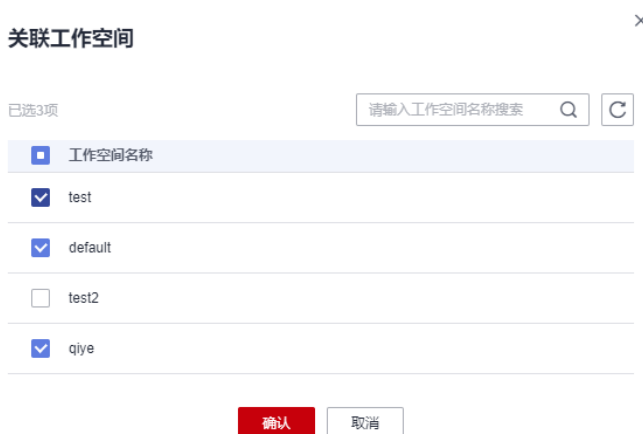 关联工作空间
已选3项 请输入工作空间名称搜索
工作空间名称
test
default
test2
qiye
确认 取消